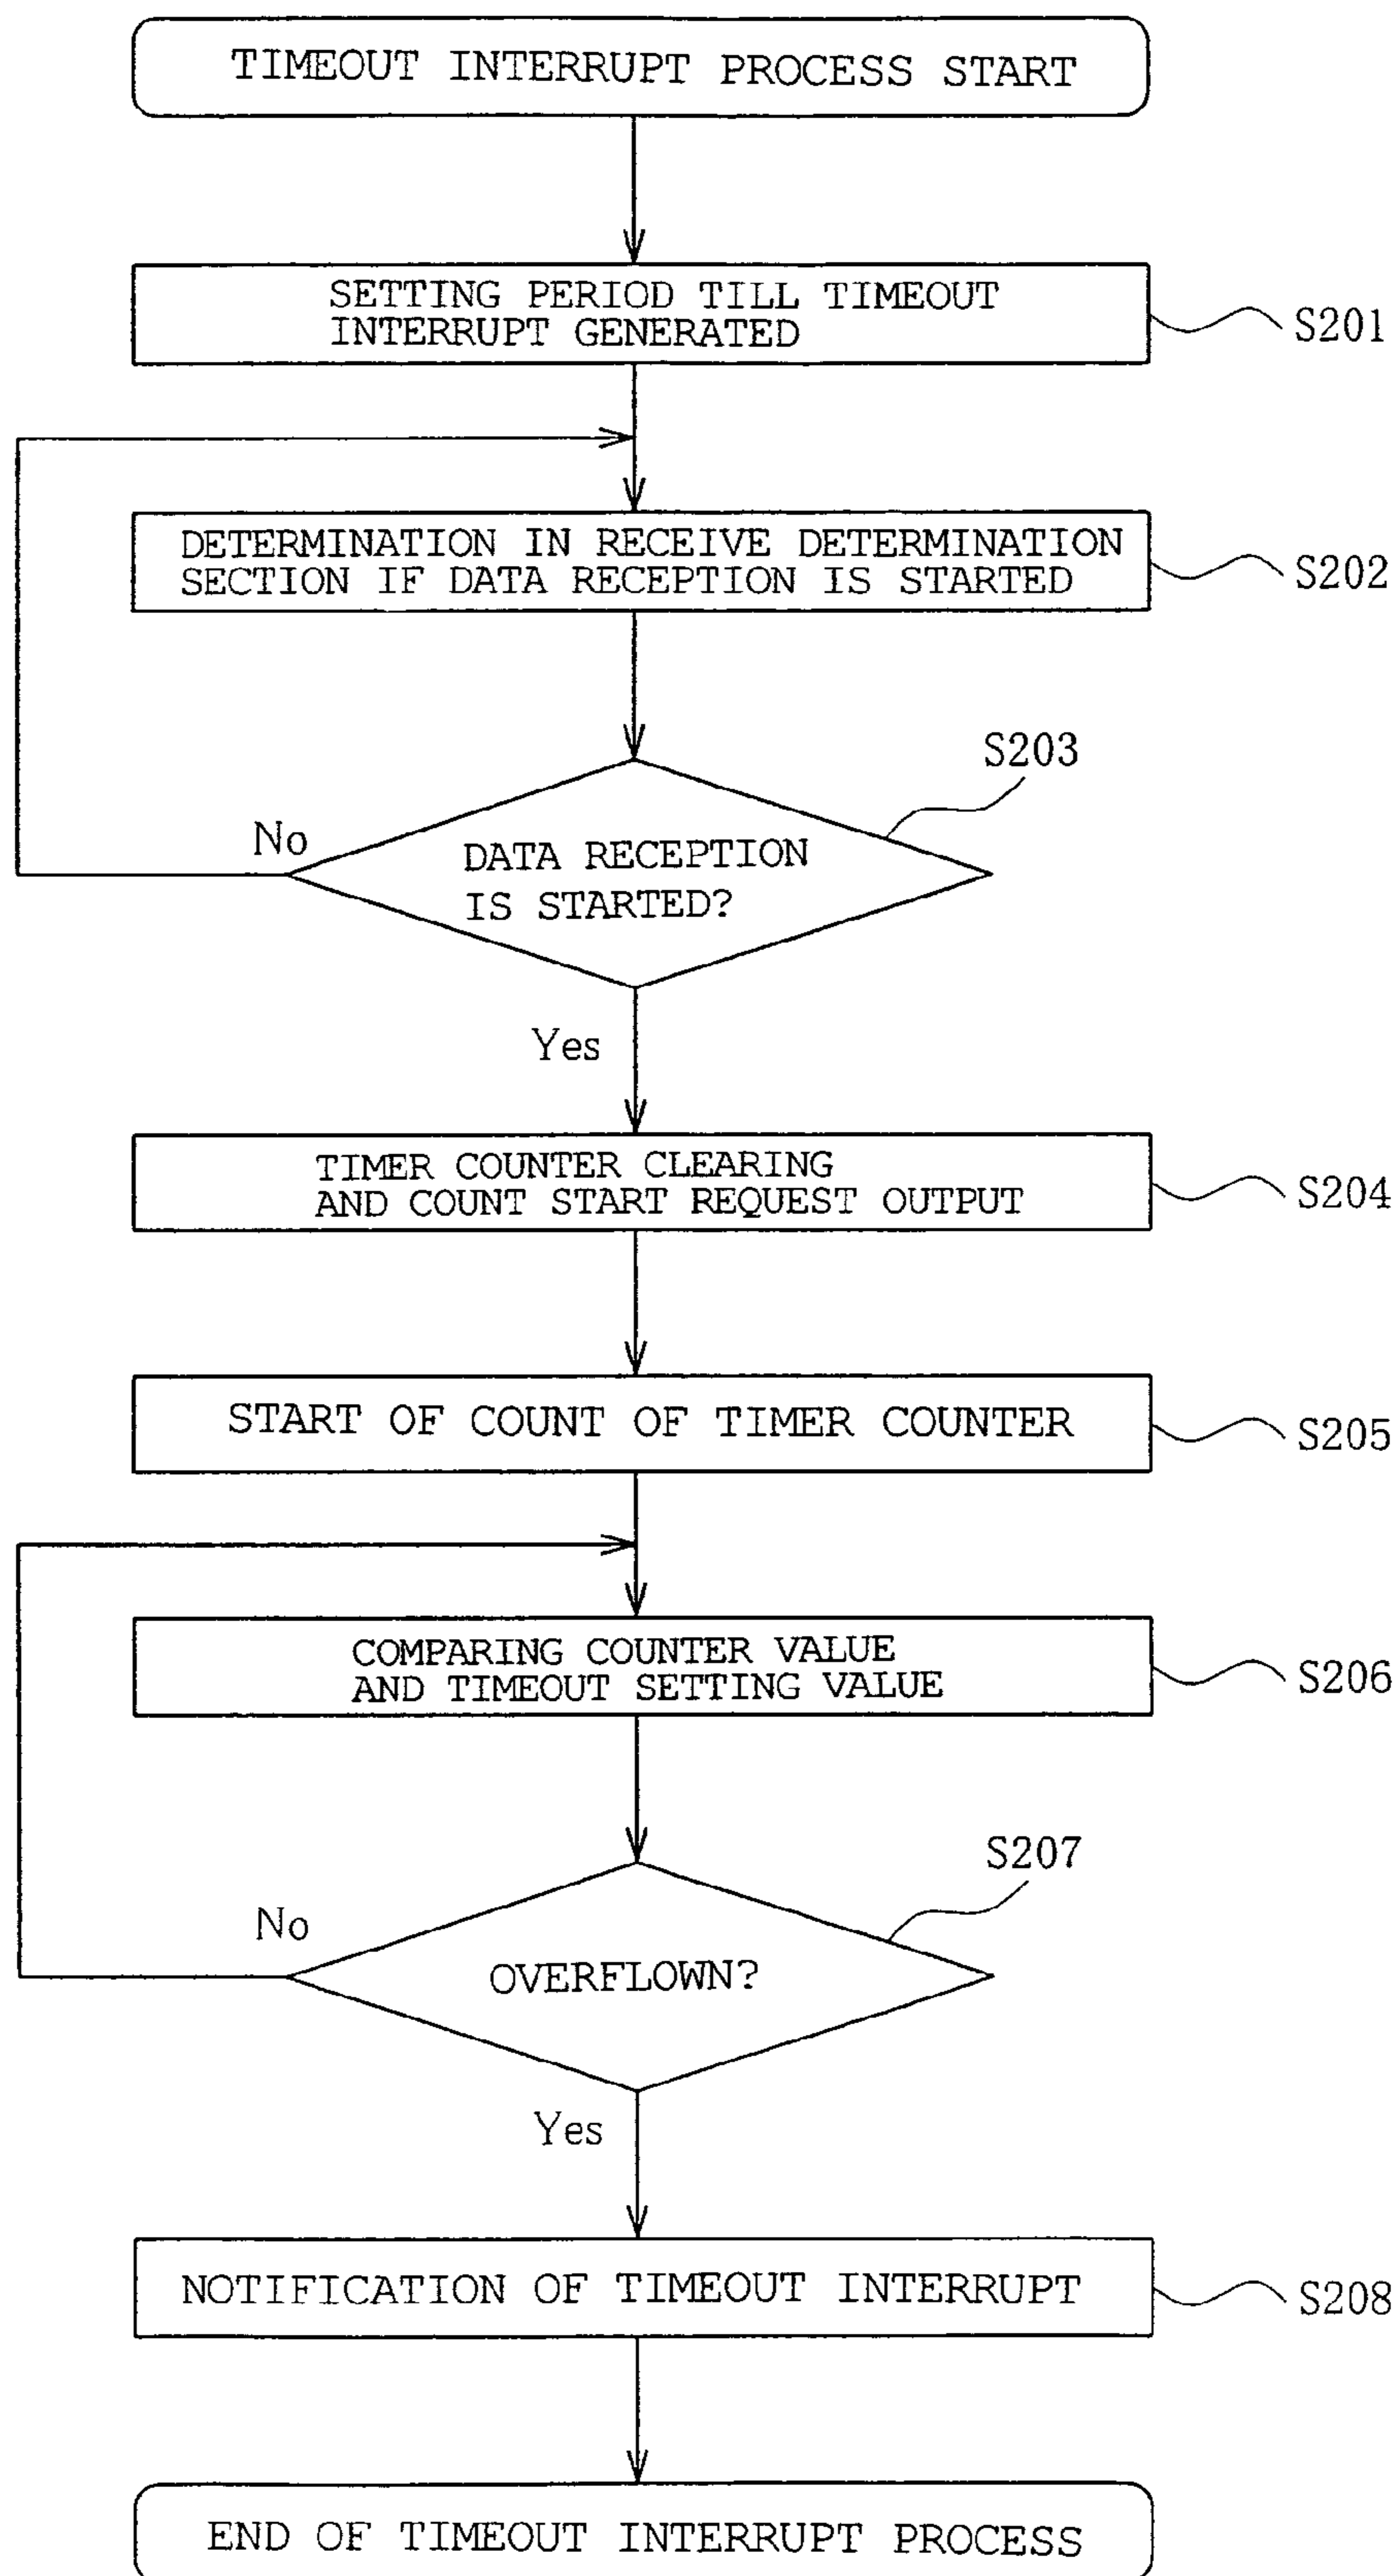 TIMEOUT INTERRUPT PROCESS START
SETTING PERIOD TILL TIMEOUT
INTERRUPT GENERATED
S201
DETERMINATION IN RECEIVE DETERMINATION
SECTION IF DATA RECEPTION IS STARTED
S202
S203
No
DATA RECEPTION
IS STARTED?
Yes
TIMER COUNTER CLEARING
AND COUNT START REQUEST OUTPUT
S204
START OF COUNT OF TIMER COUNTER
S205
COMPARING COUNTER VALUE
AND TIMEOUT SETTING VALUE
S206
S207
No
OVERFLOWN?
Yes
NOTIFICATION OF TIMEOUT INTERRUPT
S208
END OF TIMEOUT INTERRUPT PROCESS